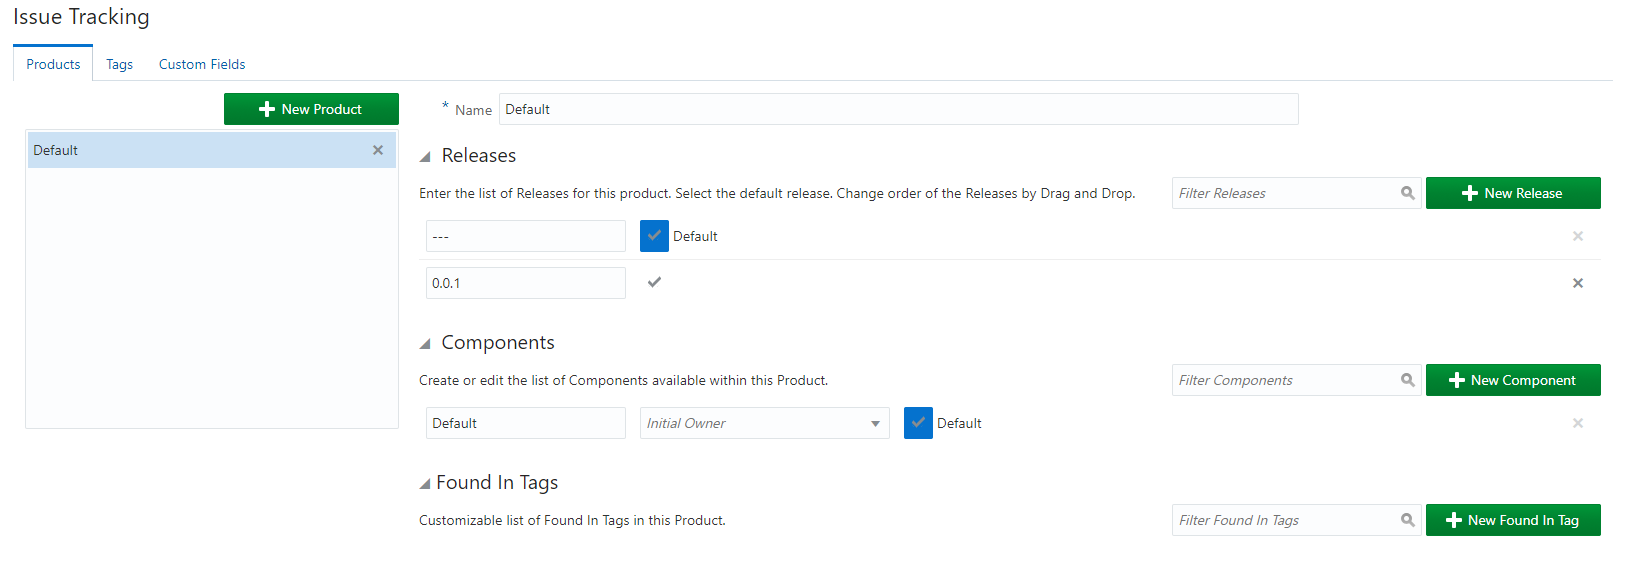 Issue Tracking
Products Tags Custom Fields
New Product
Default
* Name Default
Releases
Enter the list of Releases for this product. Select the default release. Change order of the Releases by Drag and Drop.
Filter Releases
New Release
--- Default
0.0.1
Components
Create or edit the list of Components available within this Product.
Filter Components
New Component
Default Initial Owner Default
Found In Tags
Customizable list of Found In Tags in this Product.
Filter Found In Tags
New Found In Tag